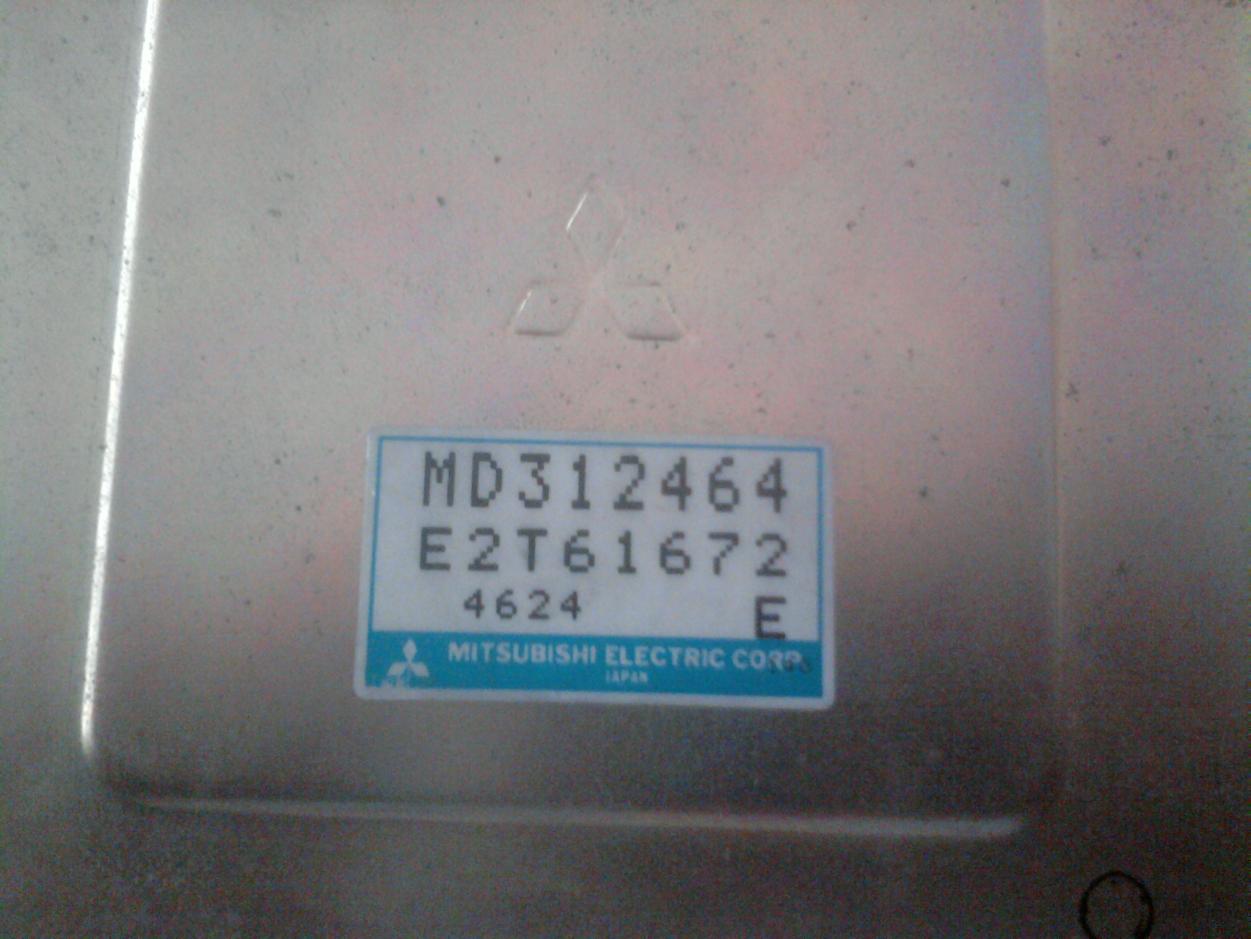 MD312464
E2T61672
4624 E
MITSUBISHI ELECTRIC CORP.
JAPAN